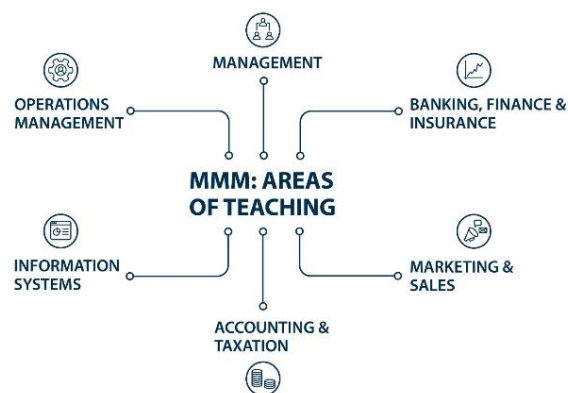 MANAGEMENT
OPERATIONS
MANAGEMENT
BANKING, FINANCE &
INSURANCE
MMM: AREAS
OF TEACHING
INFORMATION
SYSTEMS
MARKETING &
SALES
ACCOUNTING &
TAXATION